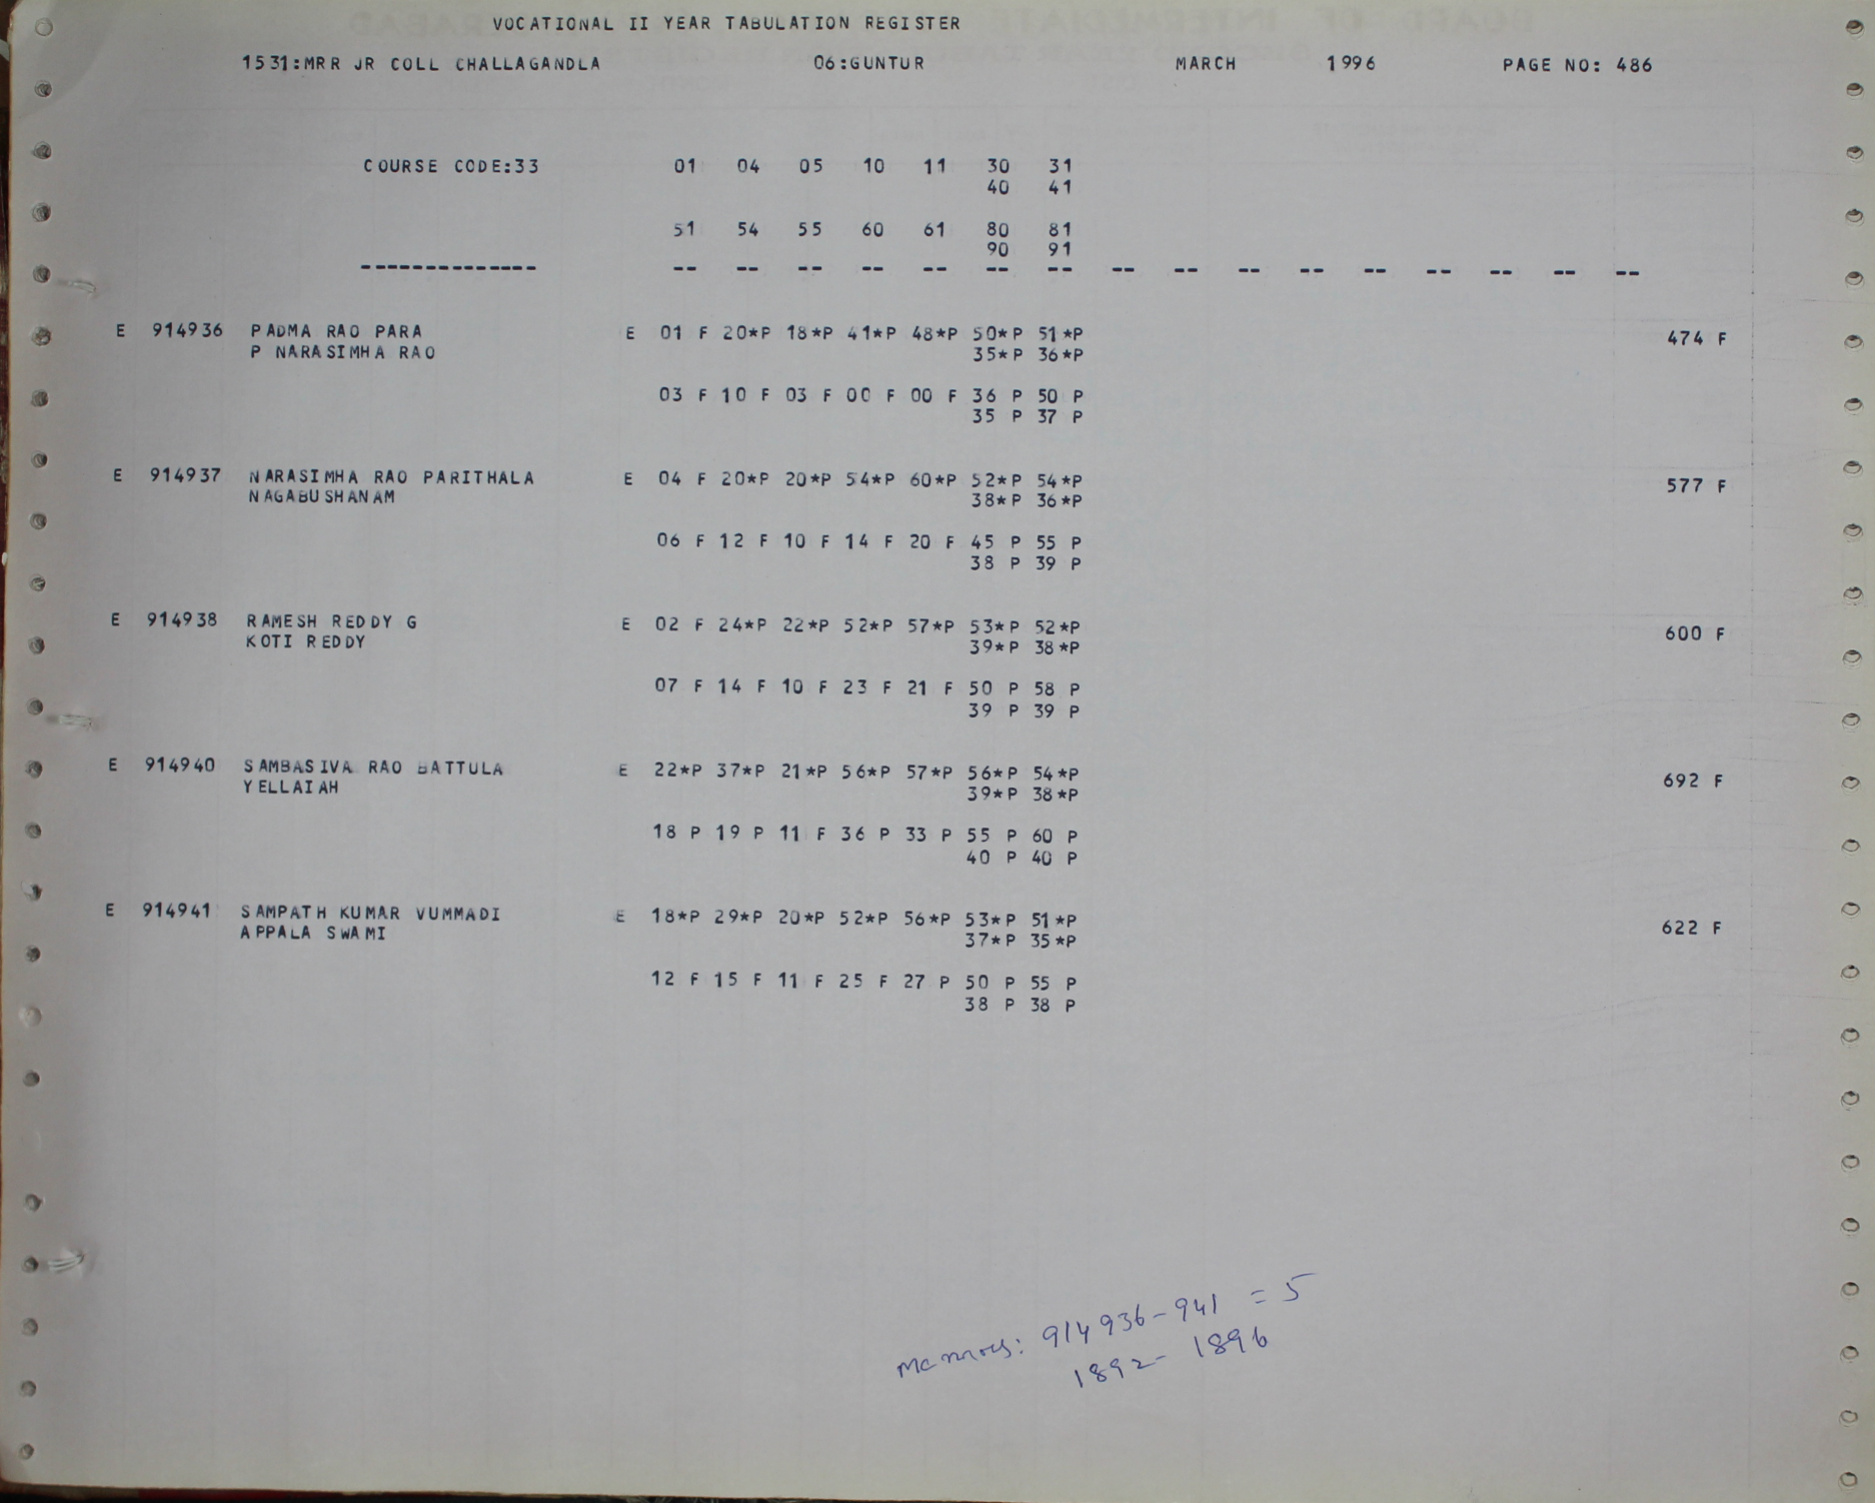 VOCATIONAL II YEAR TABULATION REGISTER
1531:MRR JR COLL CHALLAGANDLA 06:GUNTUR MARCH 1996 PAGE NO: 486
COURSE CODE:33 01 04 05 10 11 30 31
40 41
51 54 55 60 61 80 81
90 91
-------------- -- -- -- -- -- -- -- -- -- -- -- -- -- -- -- --
E 914936 PADMA RAO PARA E 01 F 20*P 18*P 41*P 48*P 50*P 51*P 474 F
P NARASIMHA RAO 35*P 36*P
03 F 10 F 03 F 00 F 00 F 36 P 50 P
35 P 37 P
E 914937 NARASIMHA RAO PARITHALA E 04 F 20*P 20*P 54*P 60*P 52*P 54*P 577 F
NAGABUSHANAM 38*P 36*P
06 F 12 F 10 F 14 F 20 F 45 P 55 P
38 P 39 P
E 914938 RAMESH REDDY G E 02 F 24*P 22*P 52*P 57*P 53*P 52*P 600 F
KOTI REDDY 39*P 38*P
07 F 14 F 10 F 23 F 21 F 50 P 58 P
39 P 39 P
E 914940 SAMBASIVA RAO BATTULA E 22*P 37*P 21*P 56*P 57*P 56*P 54*P 692 F
YELLAIAH 39*P 38*P
18 P 19 P 11 F 36 P 33 P 55 P 60 P
40 P 40 P
E 914941 SAMPATH KUMAR VUMMADI E 18*P 29*P 20*P 52*P 56*P 53*P 51*P 622 F
APPALA SWAMI 37*P 35*P
12 F 15 F 11 F 25 F 27 P 50 P 55 P
38 P 38 P
914936-941 = 5
1892- 1896